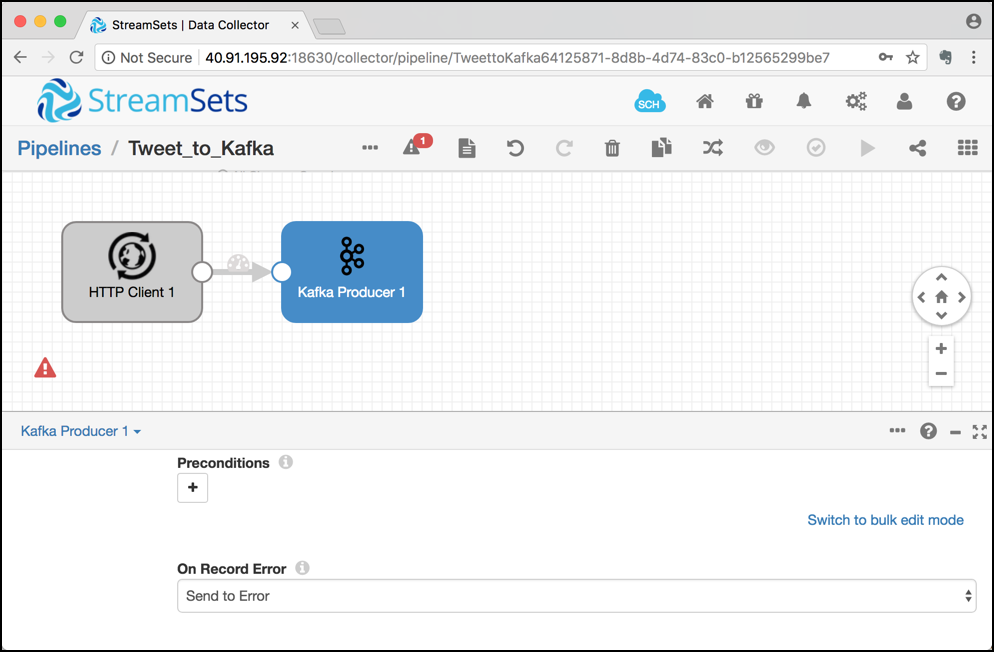 StreamSets | Data Collector
Not Secure 40.91.195.92:18630/collector/pipeline/TweettoKafka64125871-8d8b-4d74-83c0-b12565299be7
StreamSets
SCH
Pipelines / Tweet_to_Kafka
1
HTTP Client 1
Kafka Producer 1
Kafka Producer 1
Preconditions
Switch to bulk edit mode
On Record Error
Send to Error